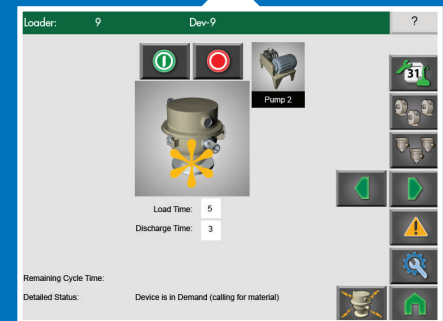 Loader: 9 Dev-9 ?
Pump 2
31
Load Time: 5
Discharge Time: 3
Remaining Cycle Time:
Detailed Status: Device is in Demand (calling for material)